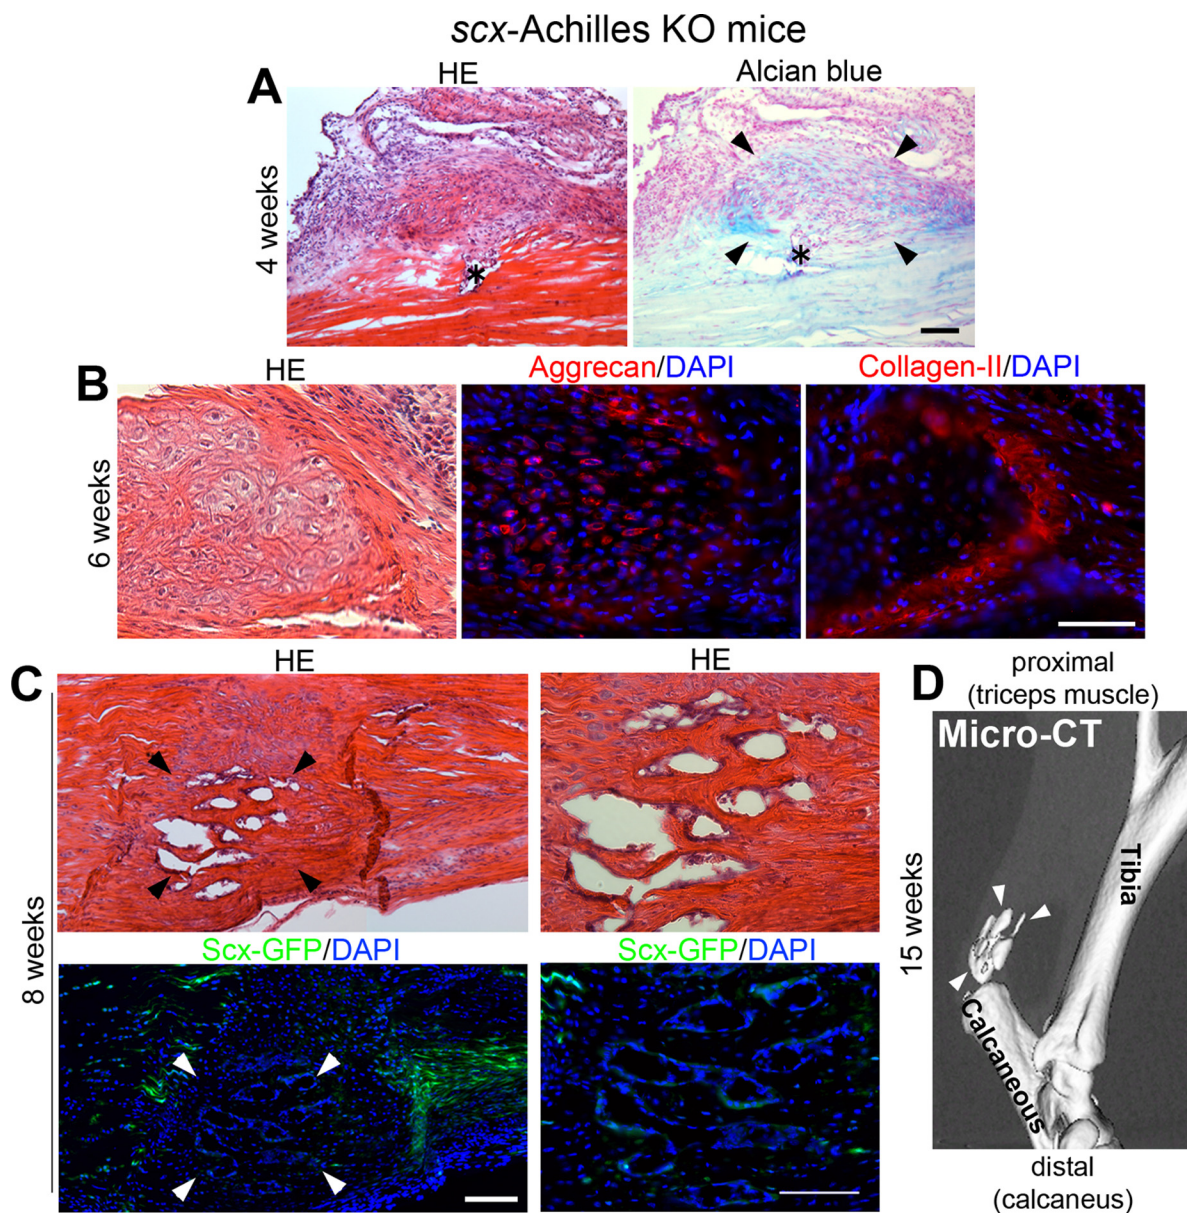 scx-Achilles KO mice
A
HE
Alcian blue
4 weeks
*
*
B
HE
Aggrecan/DAPI
Collagen-II/DAPI
6 weeks
C
HE
HE
8 weeks
Scx-GFP/DAPI
Scx-GFP/DAPI
D
proximal
(triceps muscle)
Micro-CT
15 weeks
Tibia
Calcaneous
distal
(calcaneus)